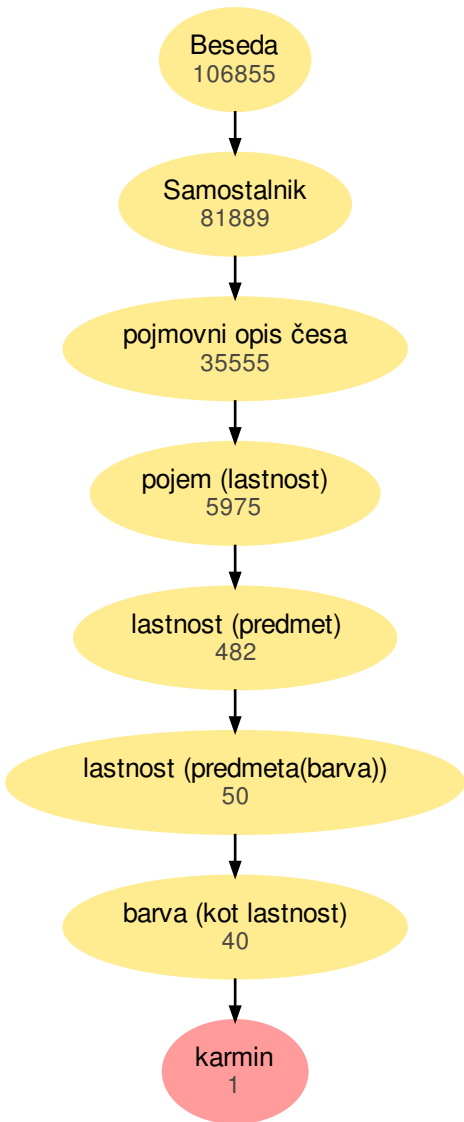 Beseda
106855
Samostalnik
81889
pojmovni opis česa
35555
pojem (lastnost)
5975
lastnost (predmet)
482
lastnost (predmeta(barva))
50
barva (kot lastnost)
40
karmin
1